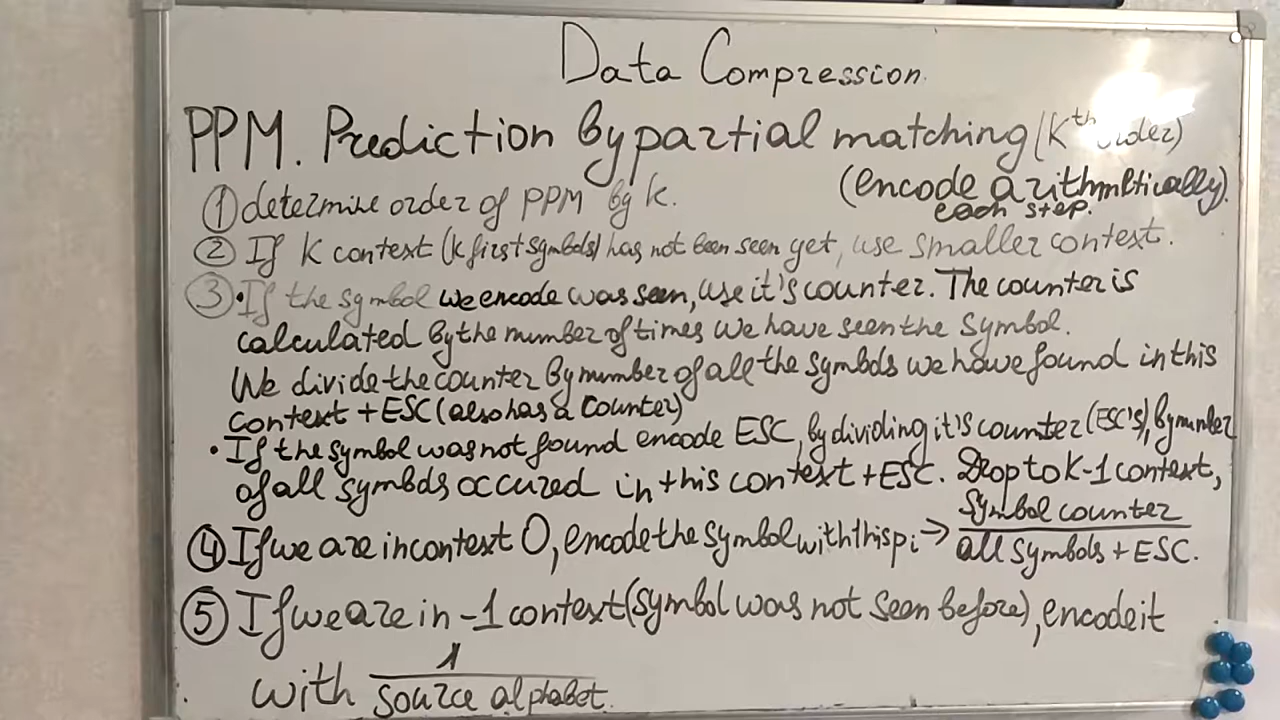 Data Compression.
PPM. Prediction by partial matching (Kth order)
(encode arithmetically)
each step.
① determine order of PPM by k.
② If K context (k first symbols) has not been seen yet, use smaller context.
③ • If the symbol we encode was seen, use it's counter. The counter is
calculated by the number of times we have seen the symbol.
We divide the counter by number of all the symbols we have found in this
context + ESC (also has a counter)
• If the symbol was not found encode ESC, by dividing it's counter (ESC's), by number
of all symbols occured in this context + ESC. Drop to K-1 context,
④ If we are in context 0, encode the symbol with this pi → symbol counter
all symbols + ESC.
⑤ If we are in -1 context (symbol was not seen before), encode it
with 1
source alphabet.